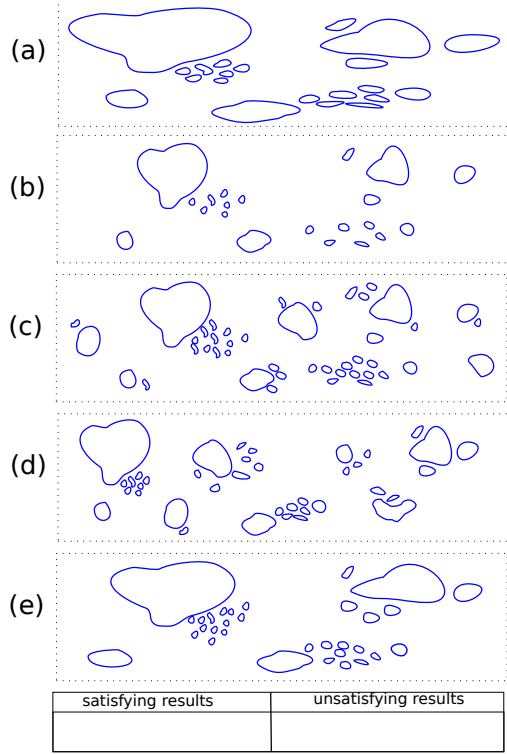 (a)
(b)
(c)
(d)
(e)
satisfying results unsatisfying results